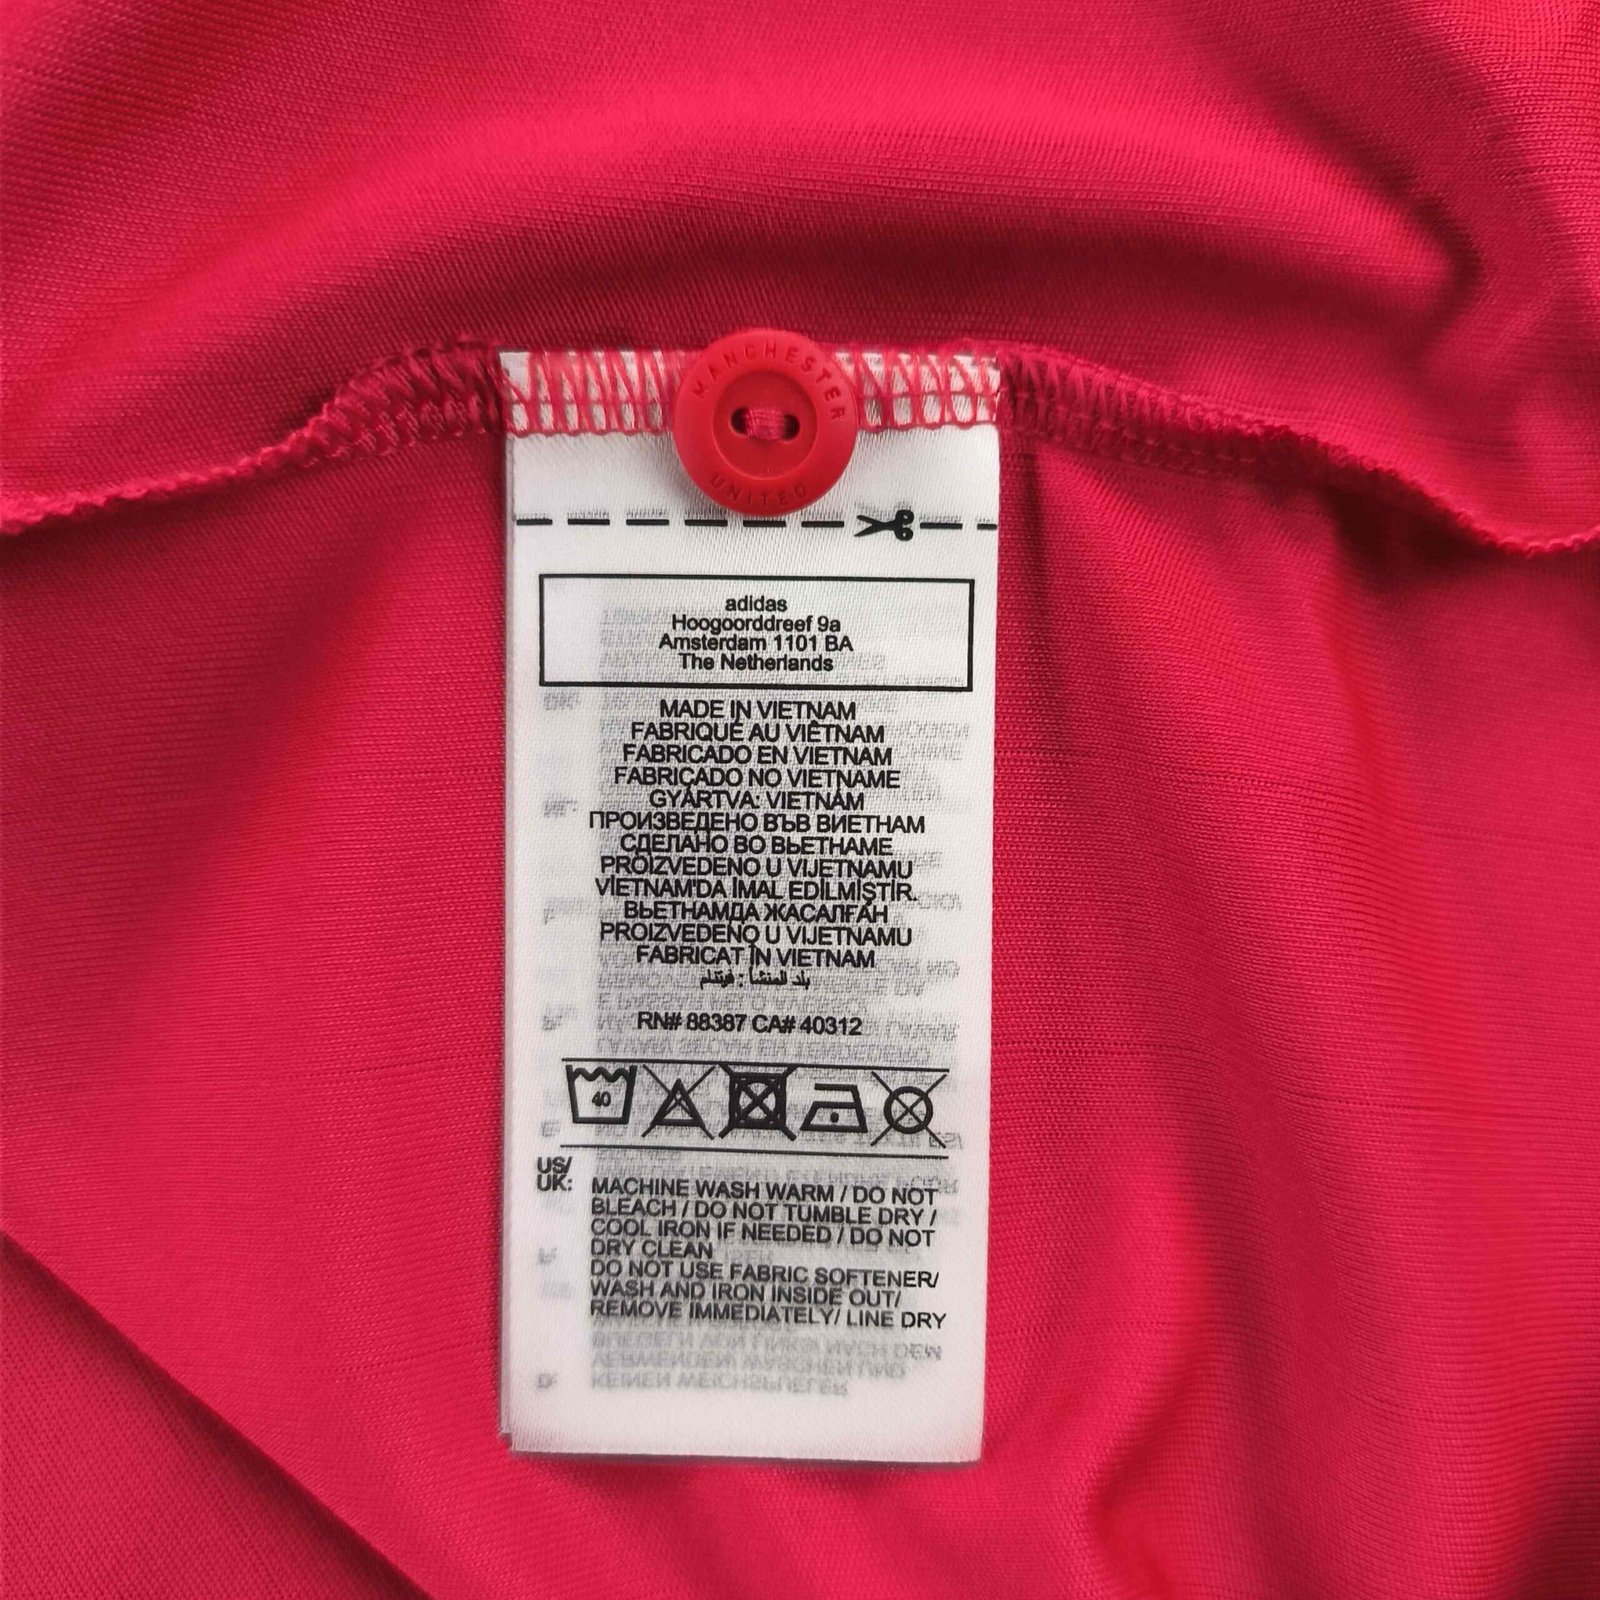 MANCHESTER
UNITED
adidas
Hoogoorddreef 9a
Amsterdam 1101 BA
The Netherlands
MADE IN VIETNAM
FABRIQUÉ AU VIÊTNAM
FABRICADO EN VIETNAM
FABRICADO NO VIETNAME
GYÁRTVA: VIETNÁM
ПРОИЗВЕДЕНО ВЪВ ВИЕТНАМ
СДЕЛАНО ВО ВЬЕТНАМЕ
PROIZVEDENO U VIJETNAMU
VİETNAM'DA İMAL EDİLMİŞTİR.
ВЬЕТНАМДА ЖАСАЛҒАН
PROIZVEDENO U VIJETNAMU
FABRICAT ÎN VIETNAM
بلد المنشأ : فيتنام
RN# 88387 CA# 40312
40
US/
UK:
MACHINE WASH WARM / DO NOT
BLEACH / DO NOT TUMBLE DRY /
COOL IRON IF NEEDED / DO NOT
DRY CLEAN
DO NOT USE FABRIC SOFTENER/
WASH AND IRON INSIDE OUT/
REMOVE IMMEDIATELY/ LINE DRY